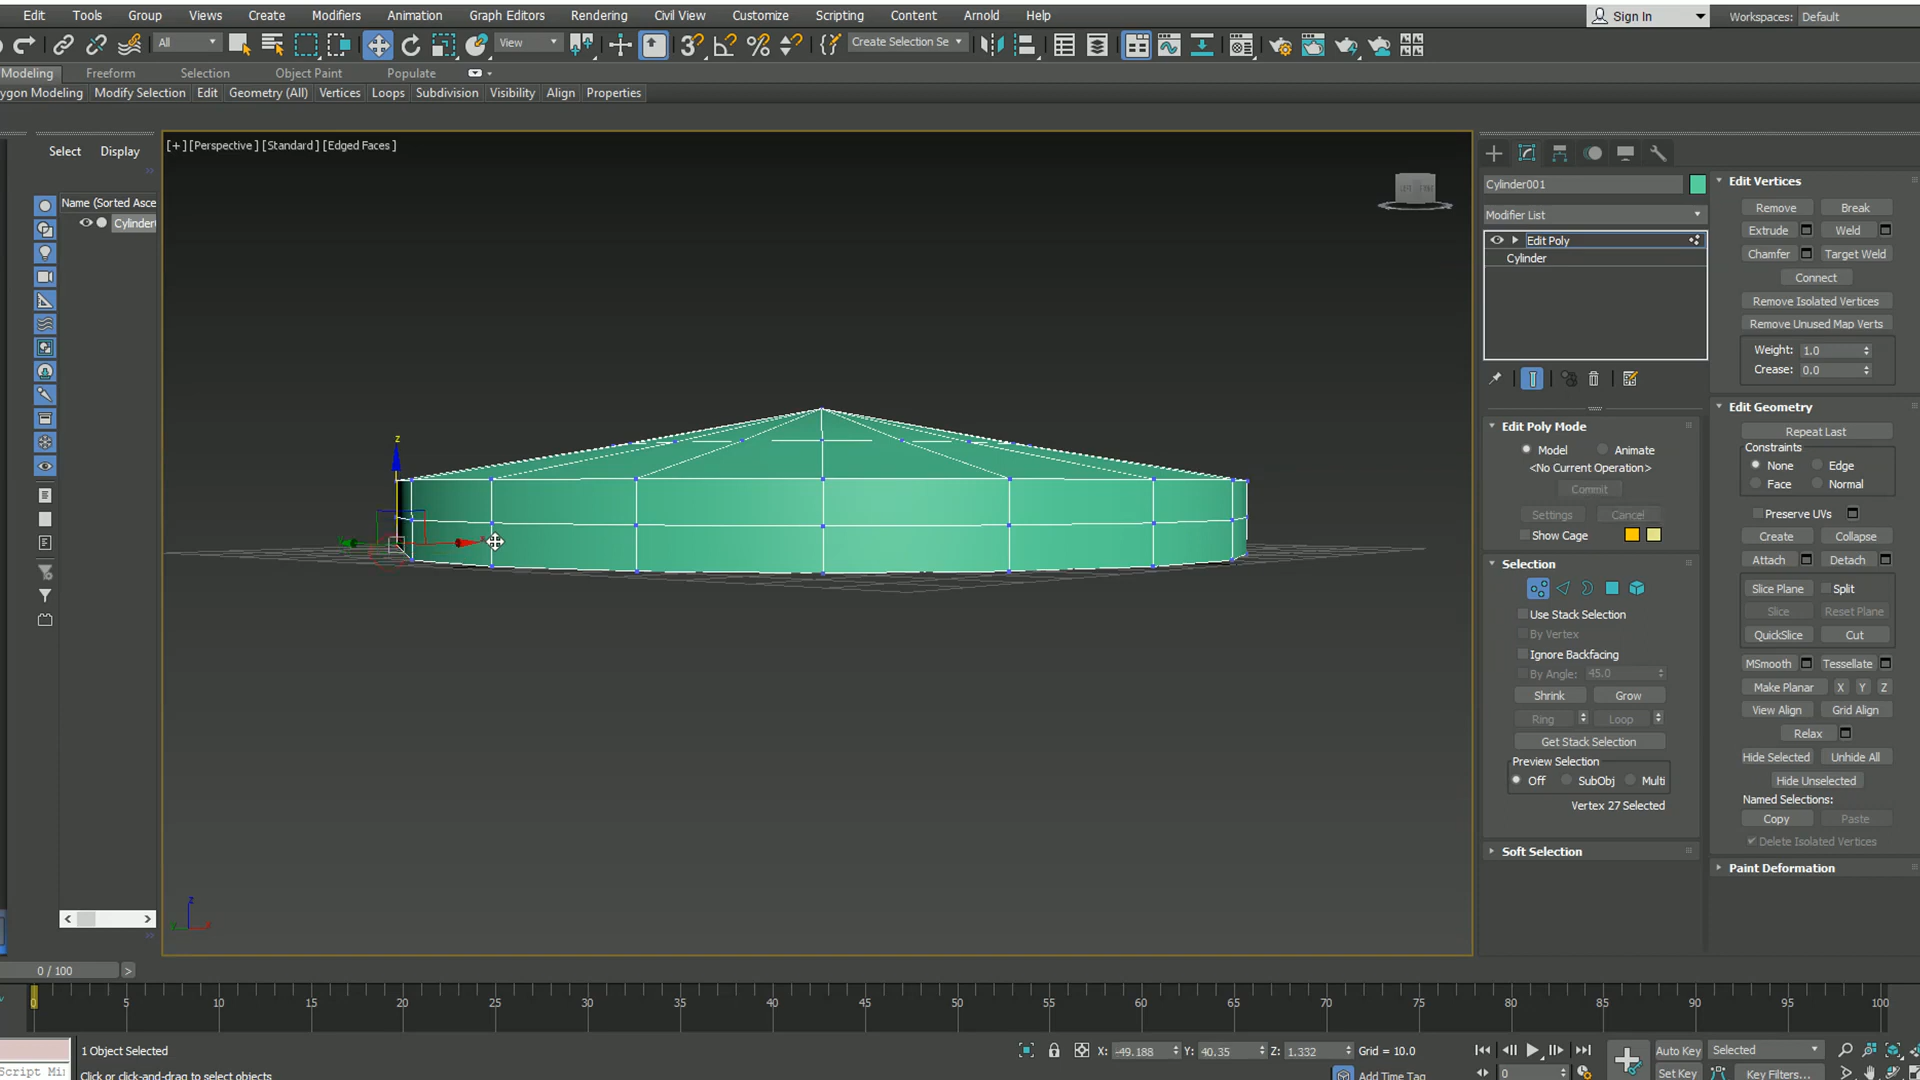 Edit Tools Group Views Create Modifiers Animation Graph Editors Rendering Civil View Customize Scripting Content Arnold Help
Sign In
Workspaces: Default
All
View
Create Selection Se
Modeling Freeform Selection Object Paint Populate
ygon Modeling Modify Selection Edit Geometry (All) Vertices Loops Subdivision Visibility Align Properties
Select Display
Name (Sorted Asce
Cylinder
[+] [Perspective] [Standard] [Edged Faces]
z
x
z
x
Cylinder001
Modifier List
Edit Poly
Cylinder
Edit Poly Mode
Model Animate
<No Current Operation>
Commit
Settings Cancel
Show Cage
Selection
Use Stack Selection
By Vertex
Ignore Backfacing
By Angle: 45.0
Shrink Grow
Ring Loop
Get Stack Selection
Preview Selection
Off SubObj Multi
Vertex 27 Selected
Soft Selection
Edit Vertices
Remove Break
Extrude Weld
Chamfer Target Weld
Connect
Remove Isolated Vertices
Remove Unused Map Verts
Weight: 1.0
Crease: 0.0
Edit Geometry
Repeat Last
Constraints
None Edge
Face Normal
Preserve UVs
Create Collapse
Attach Detach
Slice Plane Split
Slice Reset Plane
QuickSlice Cut
MSmooth Tessellate
Make Planar X Y Z
View Align Grid Align
Relax
Hide Selected Unhide All
Hide Unselected
Named Selections:
Copy Paste
Delete Isolated Vertices
Paint Deformation
0 / 100 >
0 5 10 15 20 25 30 35 40 45 50 55 60 65 70 75 80 85 90 95 100
1 Object Selected
X: -49.188 Y: 40.35 Z: 1.332 Grid = 10.0
Auto Key Selected
Script Mi
Click or click-and-drag to select objects
Add Time Tag
0
Set Key Key Filters...